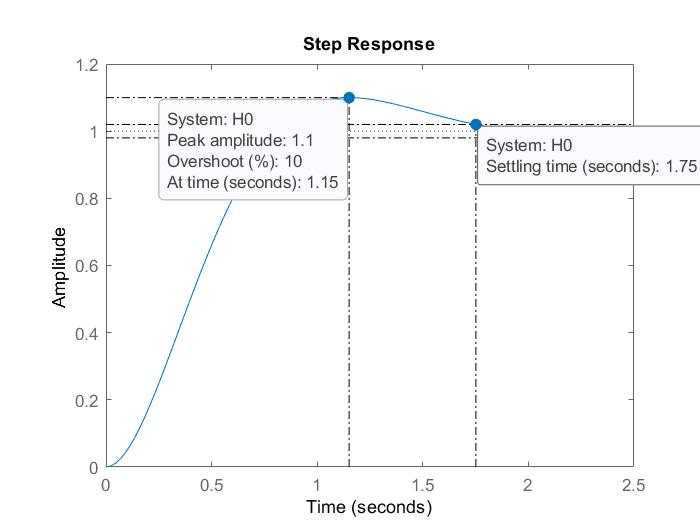 Step Response
1.2
1
0.8
0.6
0.4
0.2
0
Amplitude
System: H0
Peak amplitude: 1.1
Overshoot (%): 10
At time (seconds): 1.15
System: H0
Settling time (seconds): 1.75
0
0.5
1
1.5
2
2.5
Time (seconds)